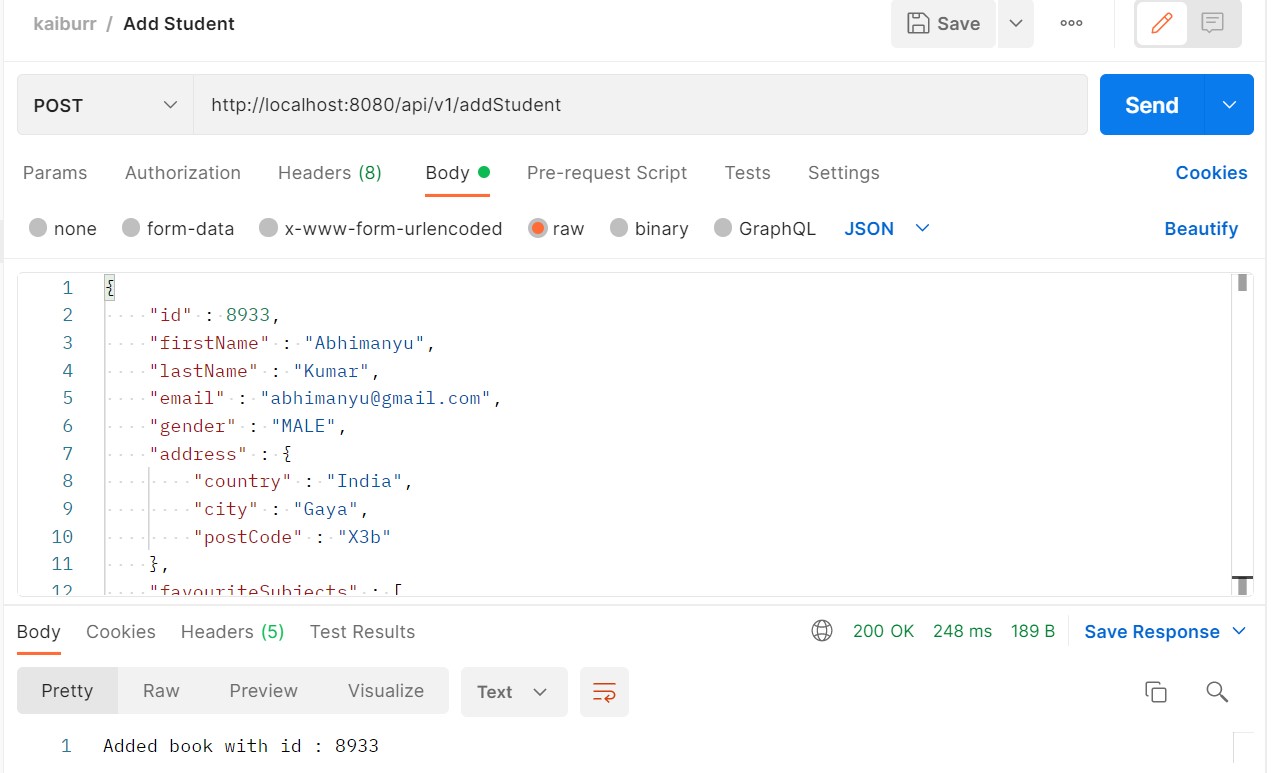 kaiburr / Add Student
Save
POST
http://localhost:8080/api/v1/addStudent
Send
Params Authorization Headers (8) Body Pre-request Script Tests Settings Cookies
none form-data x-www-form-urlencoded raw binary GraphQL JSON Beautify
1 {
2 "id" : 8933,
3 "firstName" : "Abhimanyu",
4 "lastName" : "Kumar",
5 "email" : "abhimanyu@gmail.com",
6 "gender" : "MALE",
7 "address" : {
8 "country" : "India",
9 "city" : "Gaya",
10 "postCode" : "X3b"
11 },
12 "favouriteSubjects" : [
Body Cookies Headers (5) Test Results 200 OK 248 ms 189 B Save Response
Pretty Raw Preview Visualize Text
1 Added book with id : 8933